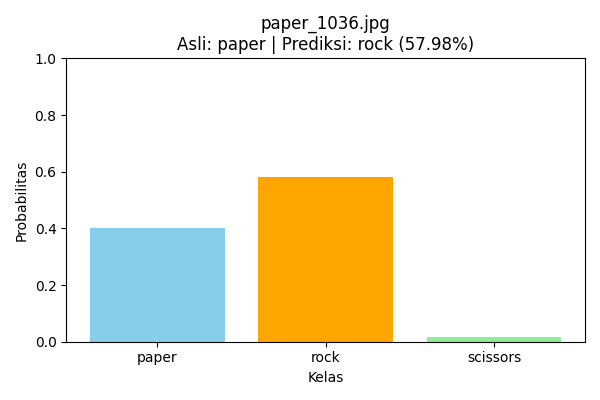 paper_1036.jpg
Asli: paper | Prediksi: rock (57.98%)
Probabilitas
1.0
0.8
0.6
0.4
0.2
0.0
paper
rock
scissors
Kelas